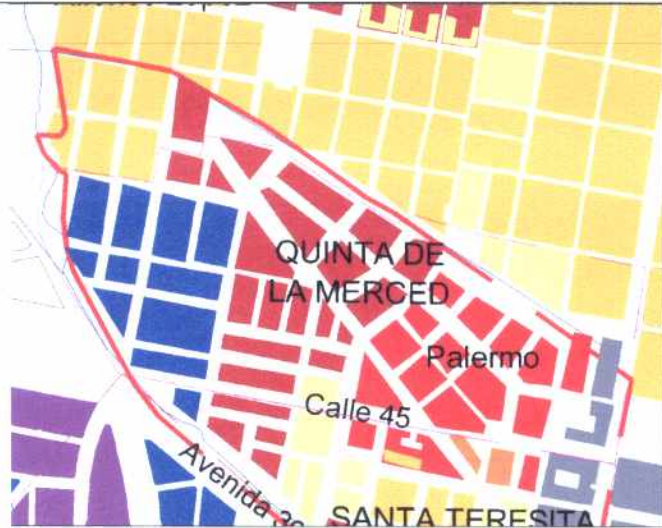 QUINTA DE
LA MERCED
Palermo
Calle 45
Avenida
SANTA TERESITA